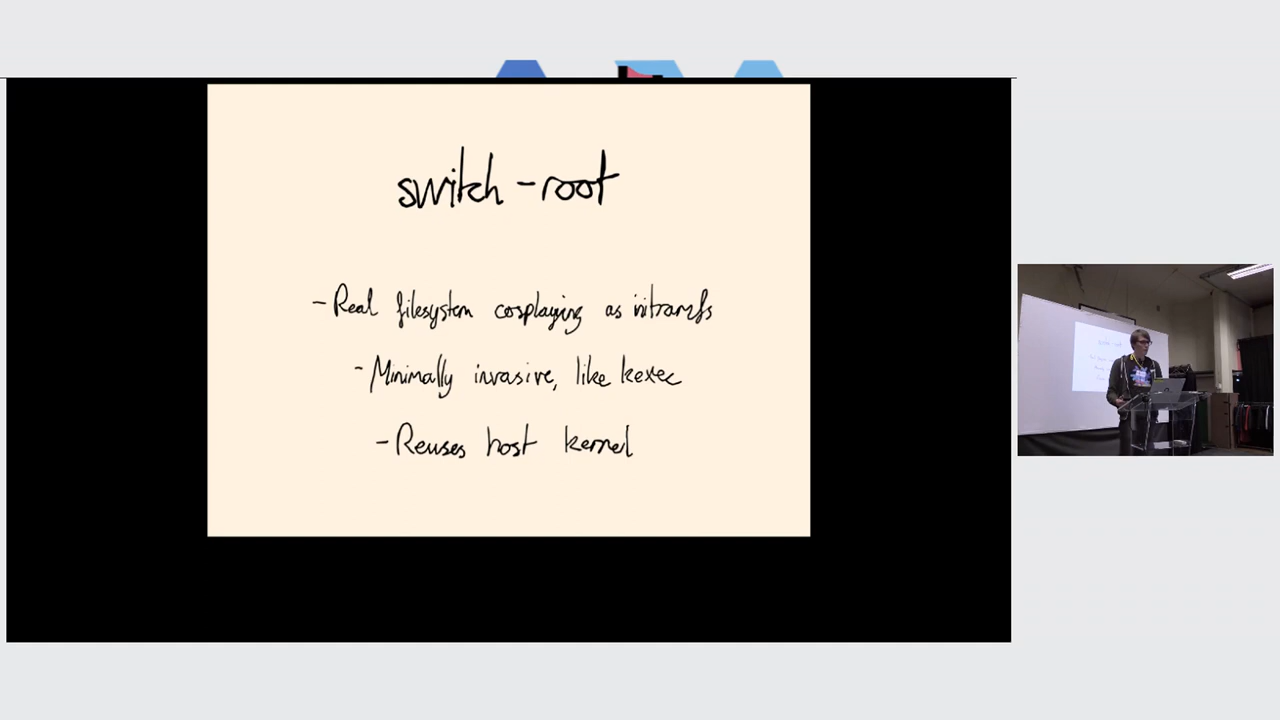 switch-root
- Real filesystem cosplaying as initramfs
- Minimally invasive, like kexec
- Reuses host kernel